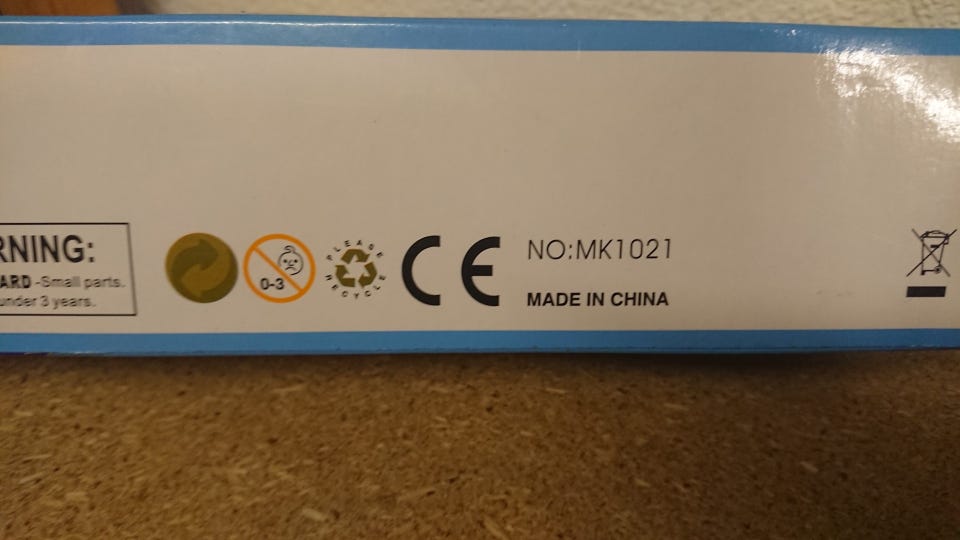 RNING:
ARD -Small parts.
under 3 years.
0-3
PLEASE
RECYCLE
CE
NO:MK1021
MADE IN CHINA